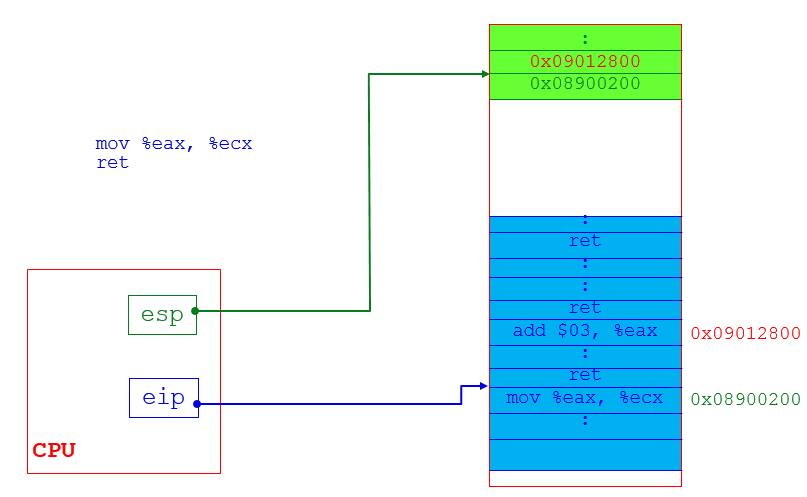 :
0x09012800
0x08900200
mov %eax, %ecx
ret
:
ret
:
:
ret
add $03, %eax
0x09012800
:
ret
mov %eax, %ecx
0x08900200
:
esp
eip
CPU